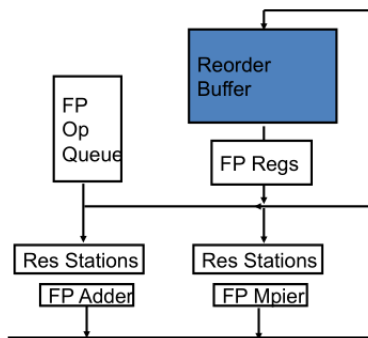 Reorder
Buffer
FP
Op
Queue
FP Regs
Res Stations
Res Stations
FP Adder
FP Mpier